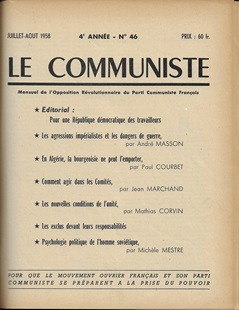 JUILLET-AOUT 1958
4e ANNÉE - N° 46
PRIX : 60 fr.
LE COMMUNISTE
Mensuel de l'Opposition Révolutionnaire du Parti Communiste Français
★ Editorial :
Pour une République démocratique des travailleurs
★ Les agressions impérialistes et les dangers de guerre,
par André MASSON
★ En Algérie, la bourgeoisie ne peut l'emporter,
par Paul COURBET
★ Comment agir dans les Comités,
par Jean MARCHAND
★ Les nouvelles conditions de l'unité,
par Mathias CORVIN
★ Les exclus devant leurs responsabilités
★ Psychologie politique de l'homme soviétique,
par Michèle MESTRE
POUR QUE LE MOUVEMENT OUVRIER FRANÇAIS ET SON PARTI
COMMUNISTE SE PRÉPARENT A LA PRISE DU POUVOIR